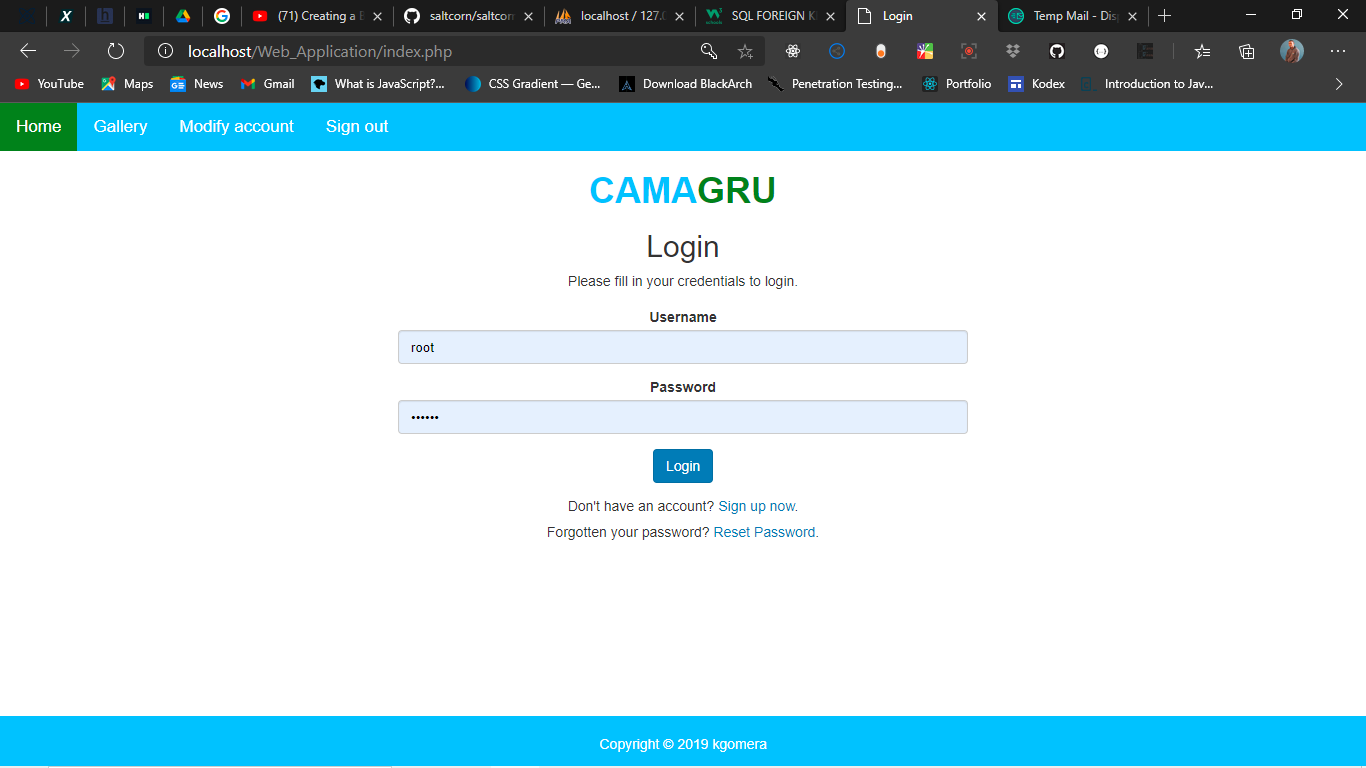 (71) Creating a B
saltcorn/saltcorn
localhost / 127.0
SQL FOREIGN K
Login
Temp Mail - Disp
localhost/Web_Application/index.php
YouTube
Maps
News
Gmail
What is JavaScript?...
CSS Gradient — Ge...
Download BlackArch
Penetration Testing...
Portfolio
Kodex
Introduction to Jav...
Home
Gallery
Modify account
Sign out
CAMAGRU
Login
Please fill in your credentials to login.
Username
root
Password
••••••
Login
Don't have an account? Sign up now.
Forgotten your password? Reset Password.
Copyright © 2019 kgomera